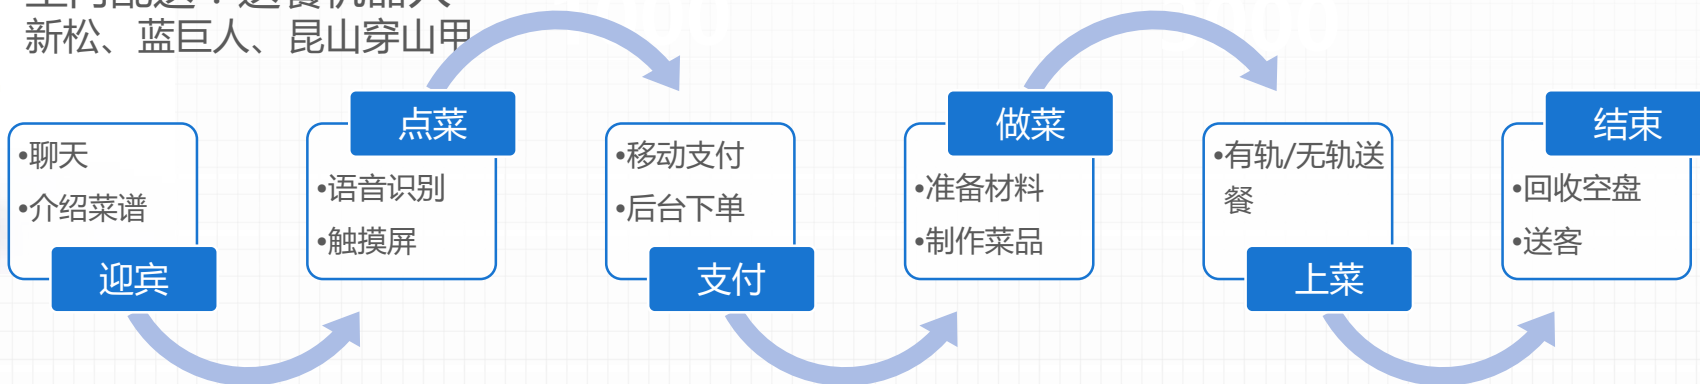 新松、蓝巨人、昆山穿山甲
•聊天
•介绍菜谱
迎宾
点菜
•语音识别
•触摸屏
•移动支付
•后台下单
支付
做菜
•准备材料
•制作菜品
•有轨/无轨送
餐
上菜
结束
•回收空盘
•送客